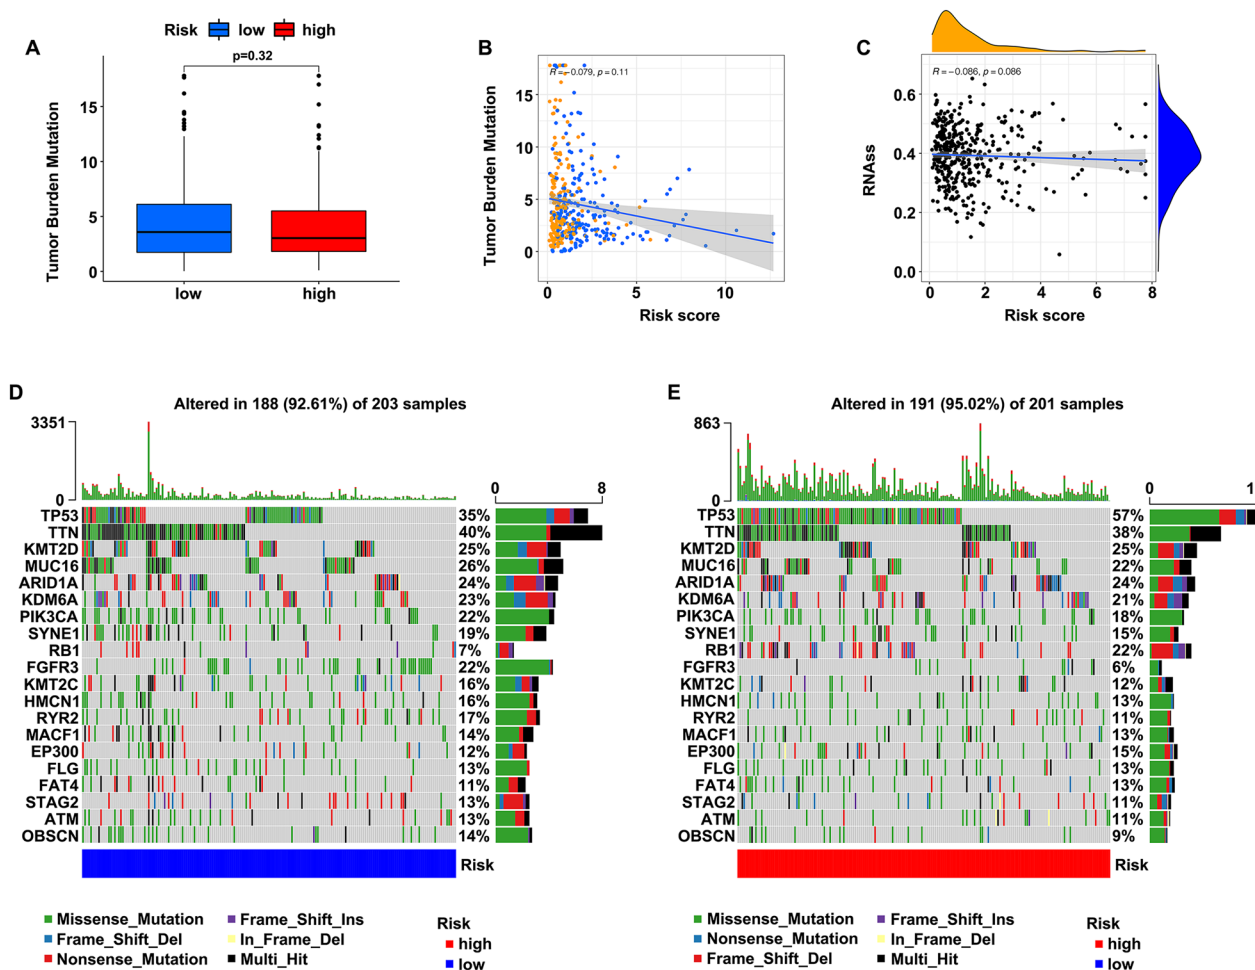 Risk low high
A
p=0.32
Tumor Burden Mutation
15
10
5
0
low high
B
R=−0.079, p=0.11
Tumor Burden Mutation
15
10
5
0
0 5 10
Risk score
C
R=−0.086, p=0.086
RNAss
0.6
0.4
0.2
0.0
0 2 4 6 8
Risk score
D
Altered in 188 (92.61%) of 203 samples
3351
0
0 8
TP53 35%
TTN 40%
KMT2D 25%
MUC16 26%
ARID1A 24%
KDM6A 23%
PIK3CA 22%
SYNE1 19%
RB1 7%
FGFR3 22%
KMT2C 16%
HMCN1 16%
RYR2 17%
MACF1 14%
EP300 12%
FLG 13%
FAT4 11%
STAG2 13%
ATM 13%
OBSCN 14%
Risk
Missense_Mutation
Frame_Shift_Del
Nonsense_Mutation
Frame_Shift_Ins
In_Frame_Del
Multi_Hit
Risk
high
low
E
Altered in 191 (95.02%) of 201 samples
863
0
0 1
TP53 57%
TTN 38%
KMT2D 25%
MUC16 22%
ARID1A 24%
KDM6A 21%
PIK3CA 18%
SYNE1 15%
RB1 22%
FGFR3 6%
KMT2C 12%
HMCN1 13%
RYR2 11%
MACF1 13%
EP300 15%
FLG 13%
FAT4 13%
STAG2 11%
ATM 11%
OBSCN 9%
Risk
Missense_Mutation
Nonsense_Mutation
Frame_Shift_Del
Frame_Shift_Ins
In_Frame_Del
Multi_Hit
Risk
high
low